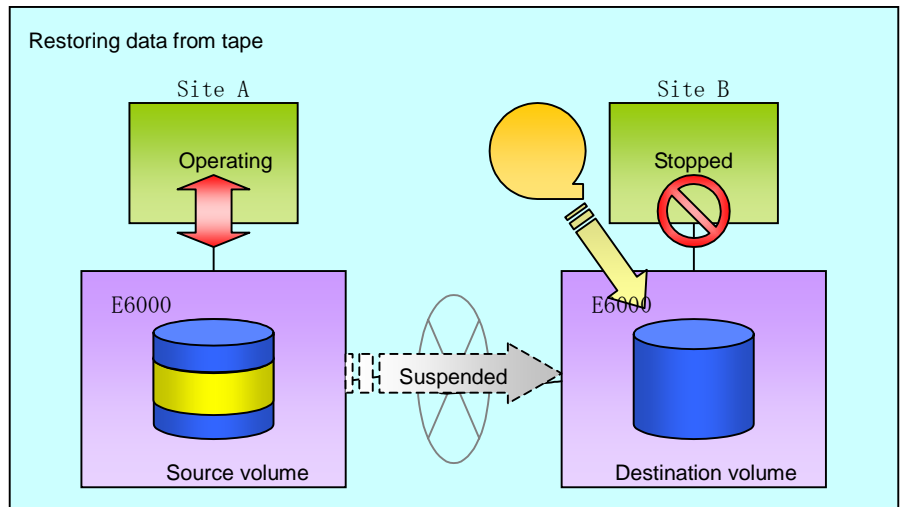 Restoring data from tape
Site A
Site B
Operating
Stopped
E6000
E6000
Suspended
Source volume
Destination volume